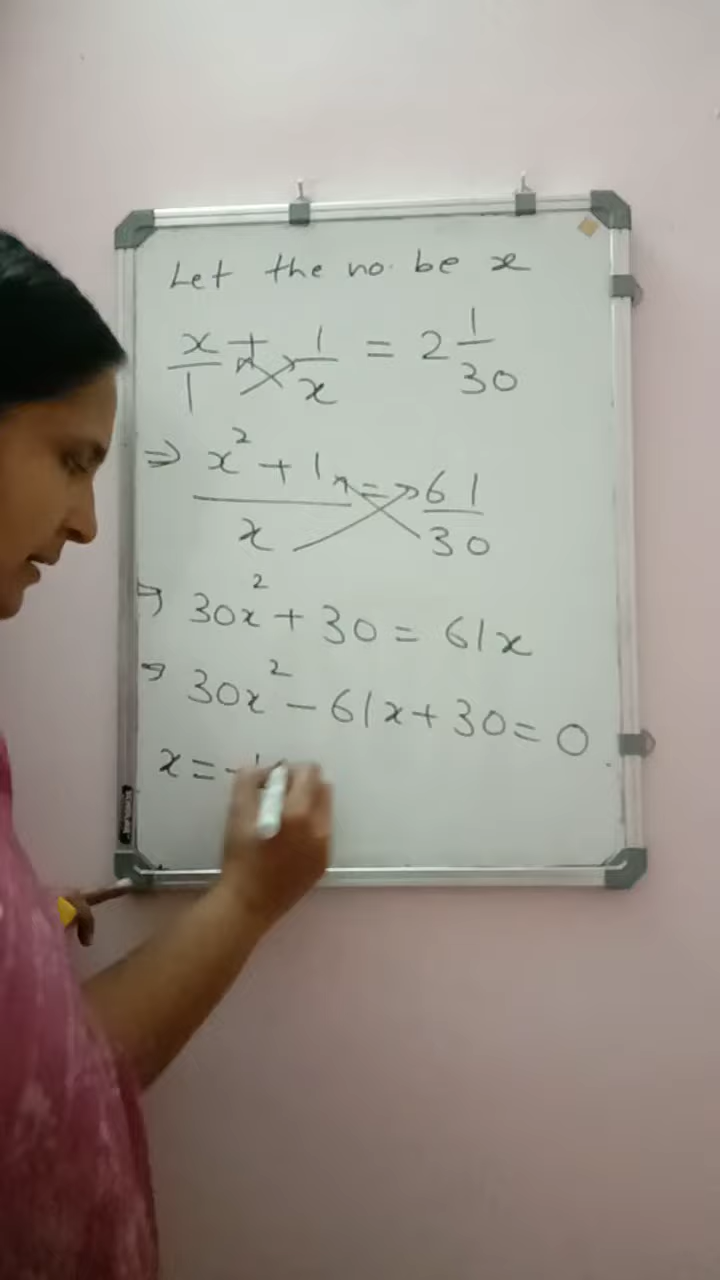 Let the no. be x
x/1 + 1/x = 2 1/30
⇒ x² + 1 / x = 61/30
⇒ 30x² + 30 = 61x
⇒ 30x² - 61x + 30 = 0
x = -